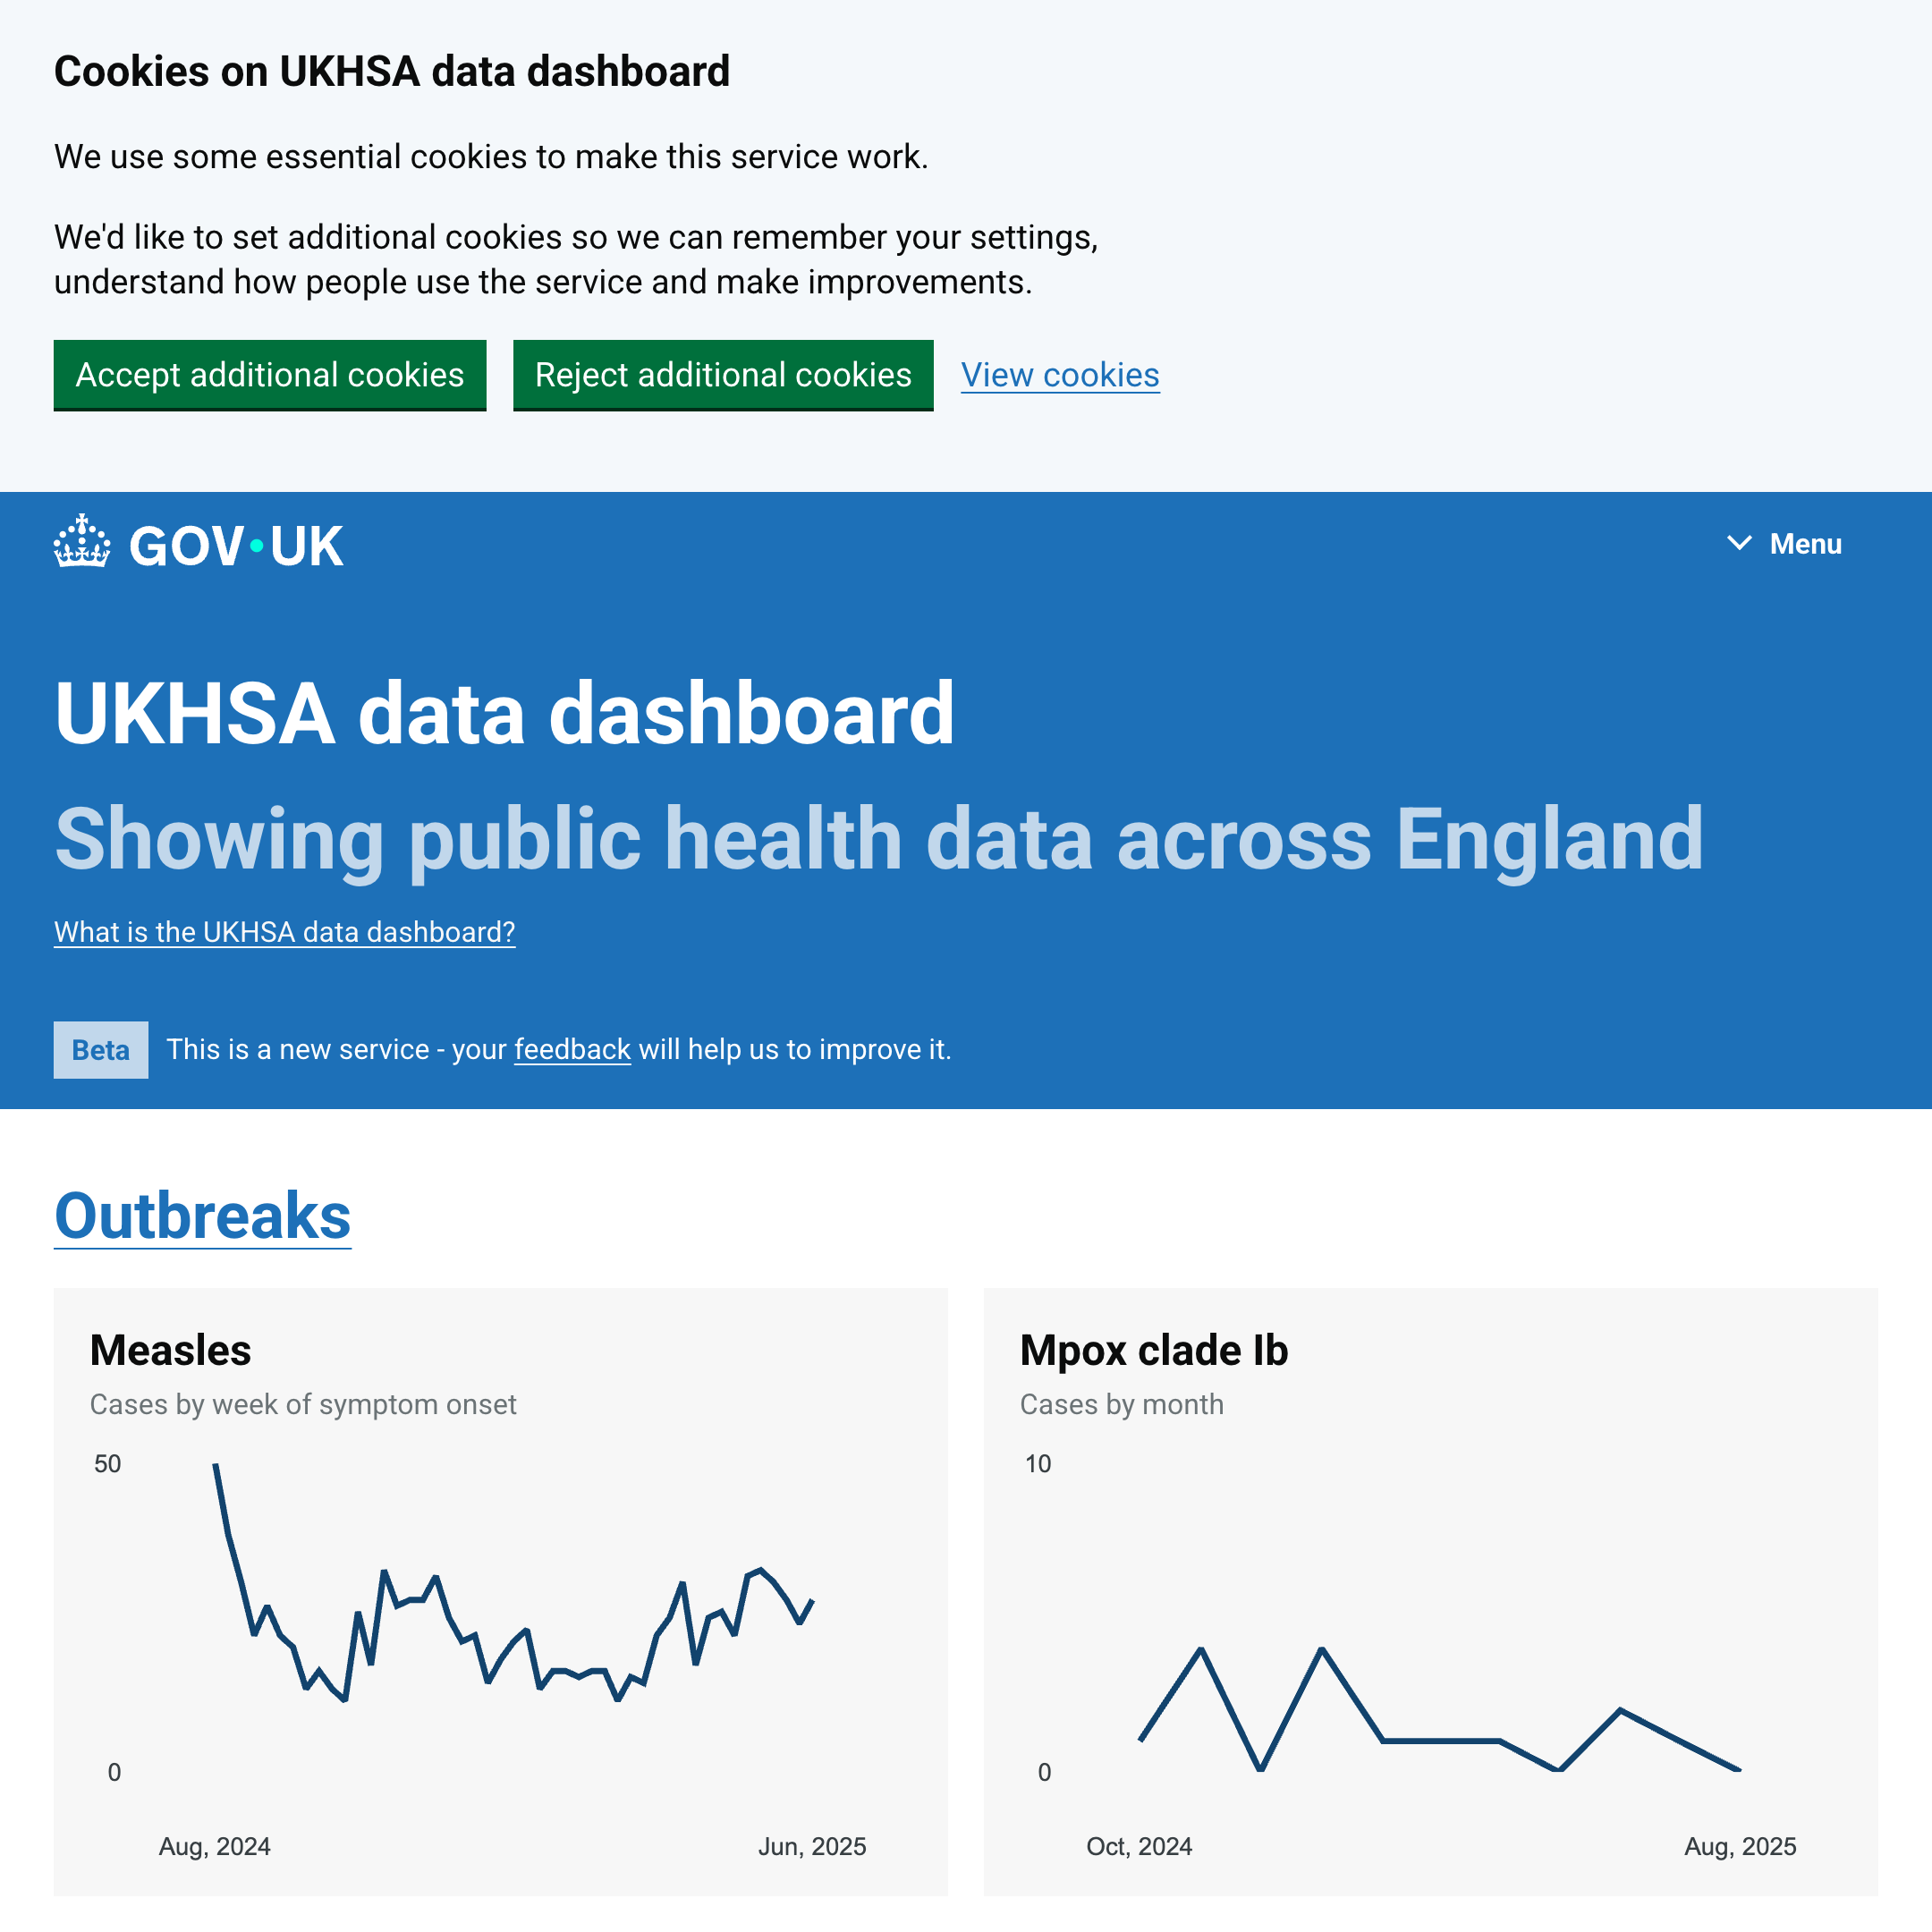 Cookies on UKHSA data dashboard
We use some essential cookies to make this service work.
We'd like to set additional cookies so we can remember your settings,
understand how people use the service and make improvements.
Accept additional cookies
Reject additional cookies
View cookies
GOV·UK
Menu
UKHSA data dashboard
Showing public health data across England
What is the UKHSA data dashboard?
Beta
This is a new service - your feedback will help us to improve it.
Outbreaks
Measles
Cases by week of symptom onset
50
0
Aug, 2024
Jun, 2025
Mpox clade Ib
Cases by month
10
0
Oct, 2024
Aug, 2025